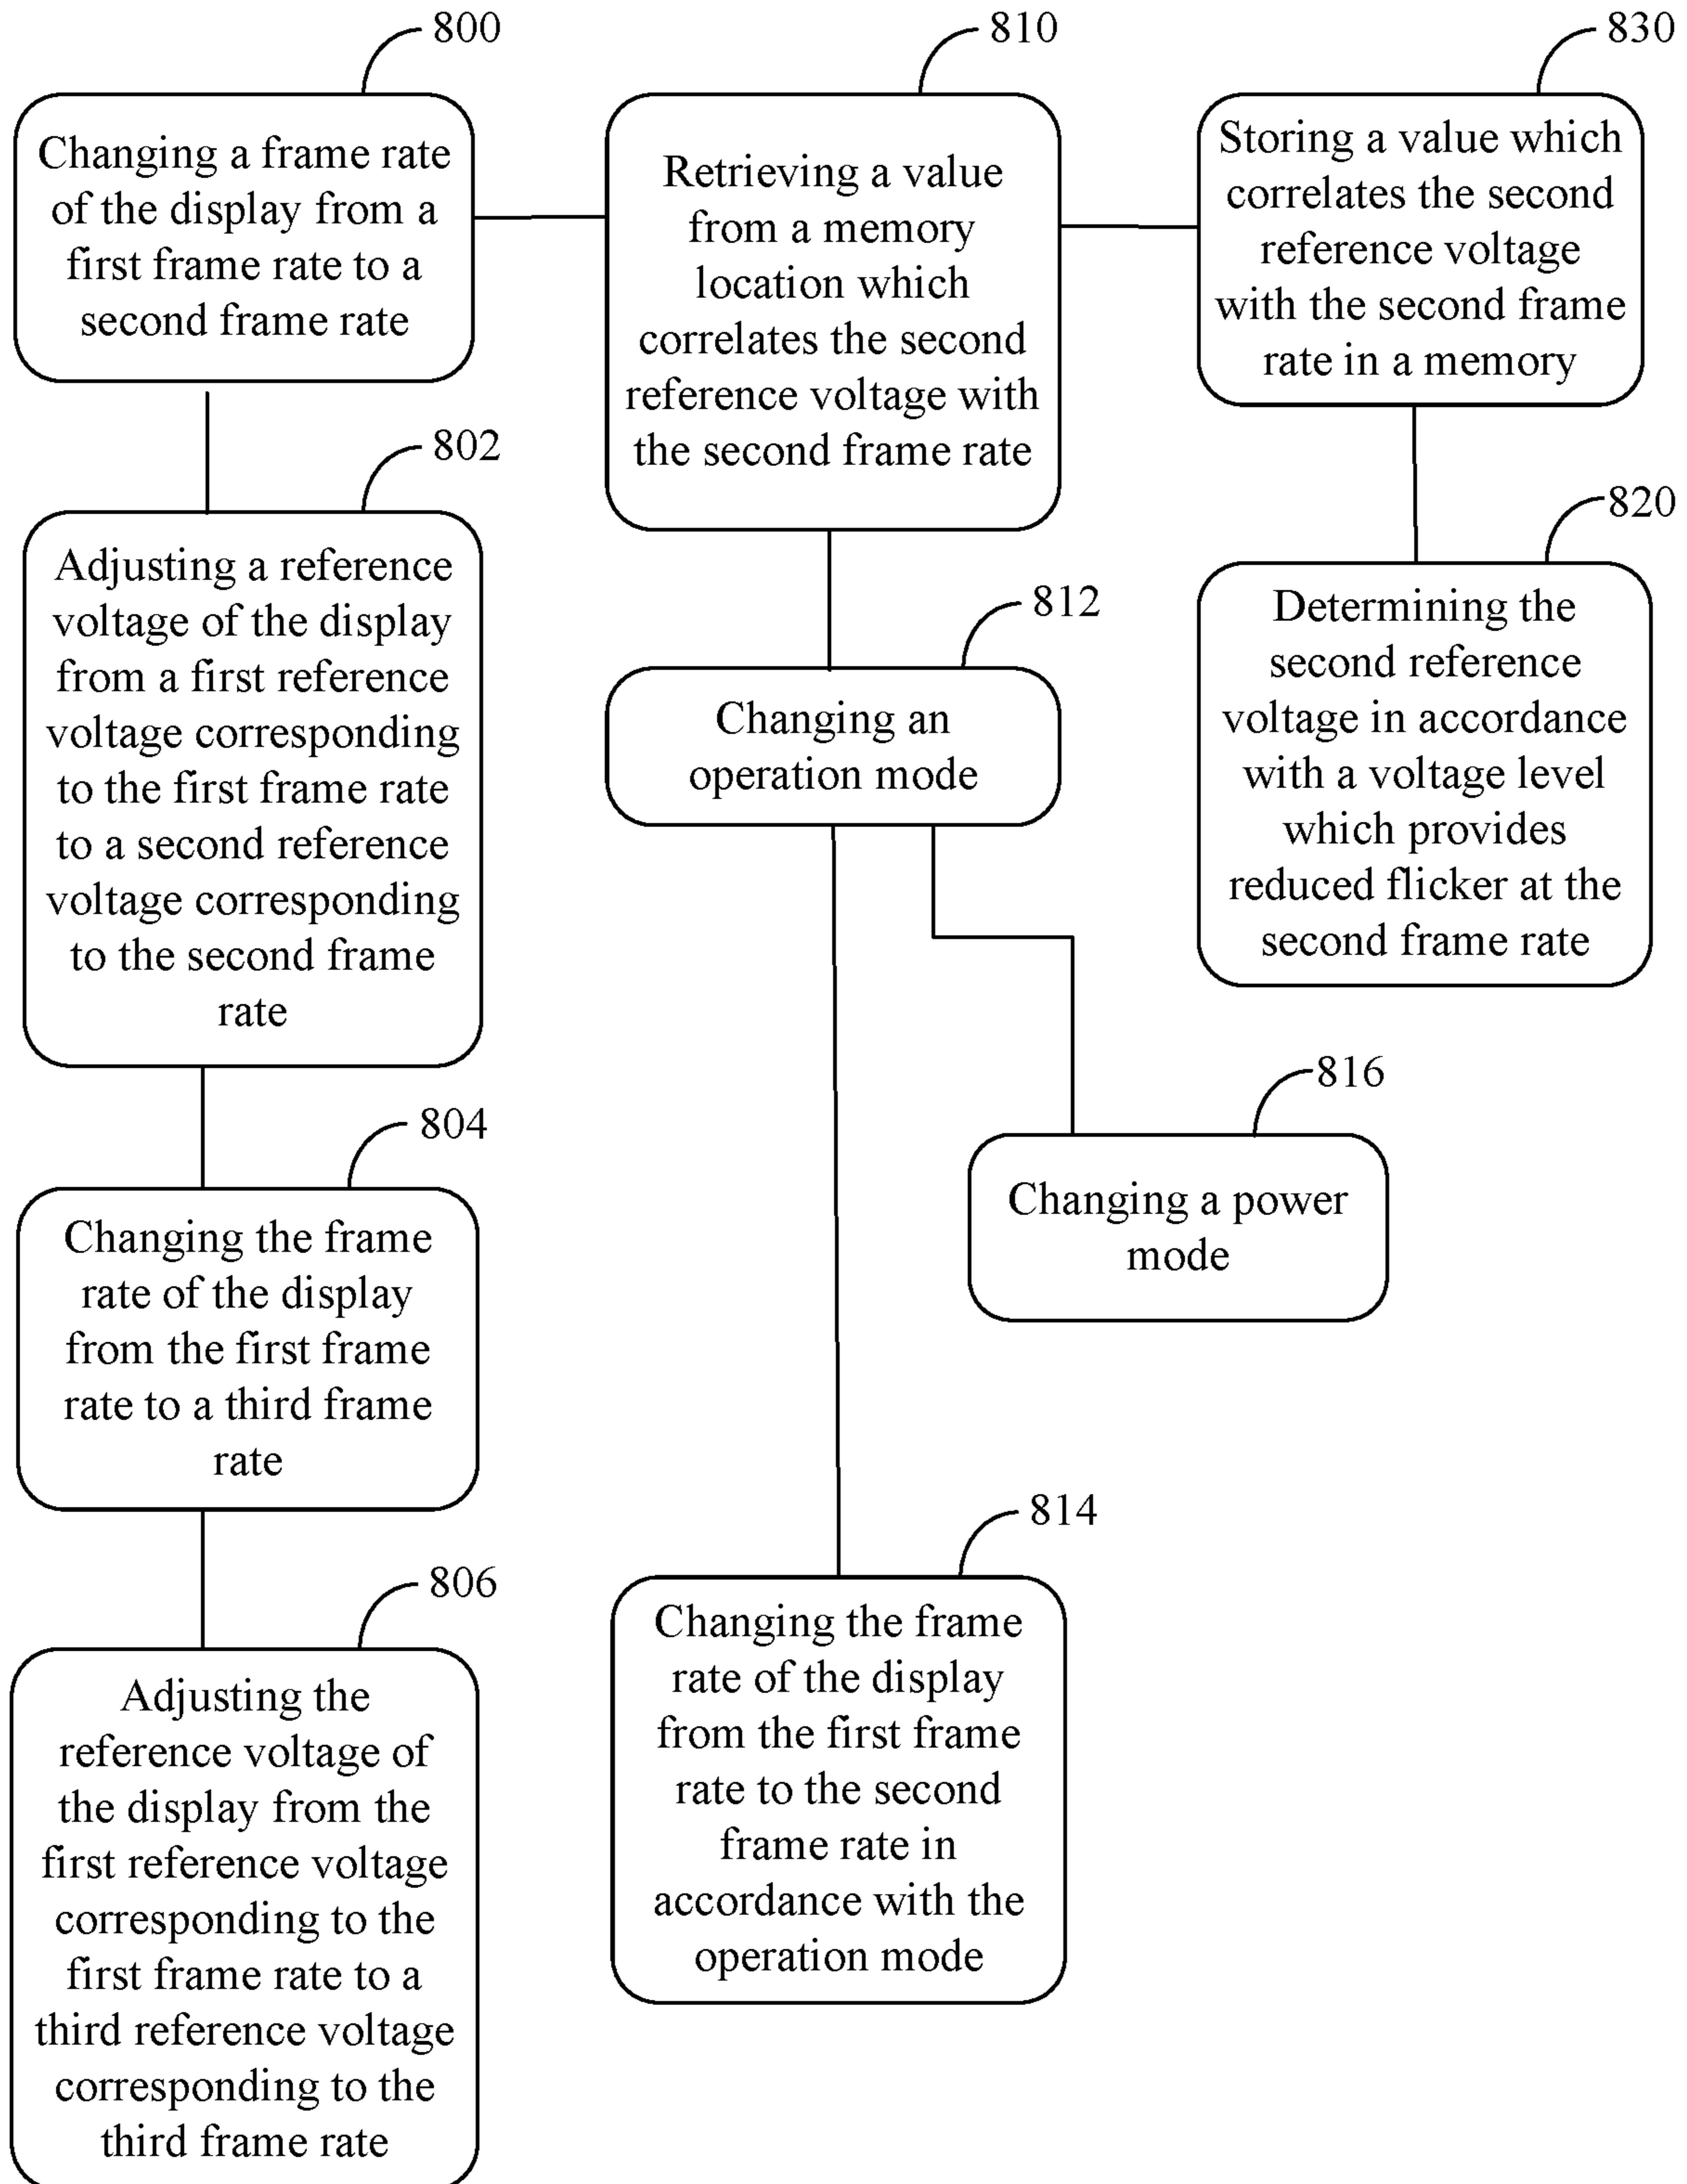 800
Changing a frame rate
of the display from a
first frame rate to a
second frame rate
802
Adjusting a reference
voltage of the display
from a first reference
voltage corresponding
to the first frame rate
to a second reference
voltage corresponding
to the second frame
rate
804
Changing the frame
rate of the display
from the first frame
rate to a third frame
rate
806
Adjusting the
reference voltage of
the display from the
first reference voltage
corresponding to the
first frame rate to a
third reference voltage
corresponding to the
third frame rate
810
Retrieving a value
from a memory
location which
correlates the second
reference voltage with
the second frame rate
812
Changing an
operation mode
816
Changing a power
mode
814
Changing the frame
rate of the display
from the first frame
rate to the second
frame rate in
accordance with the
operation mode
830
Storing a value which
correlates the second
reference voltage
with the second frame
rate in a memory
820
Determining the
second reference
voltage in accordance
with a voltage level
which provides
reduced flicker at the
second frame rate